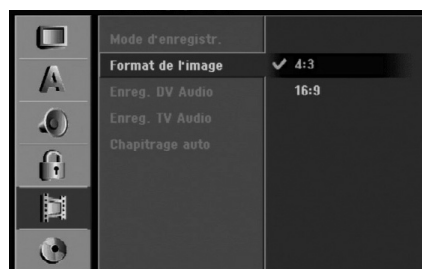 Mode d'enregistr.
Format de l'image
4:3
Enreg. DV Audio
16:9
Enreg. TV Audio
Chapitrage auto